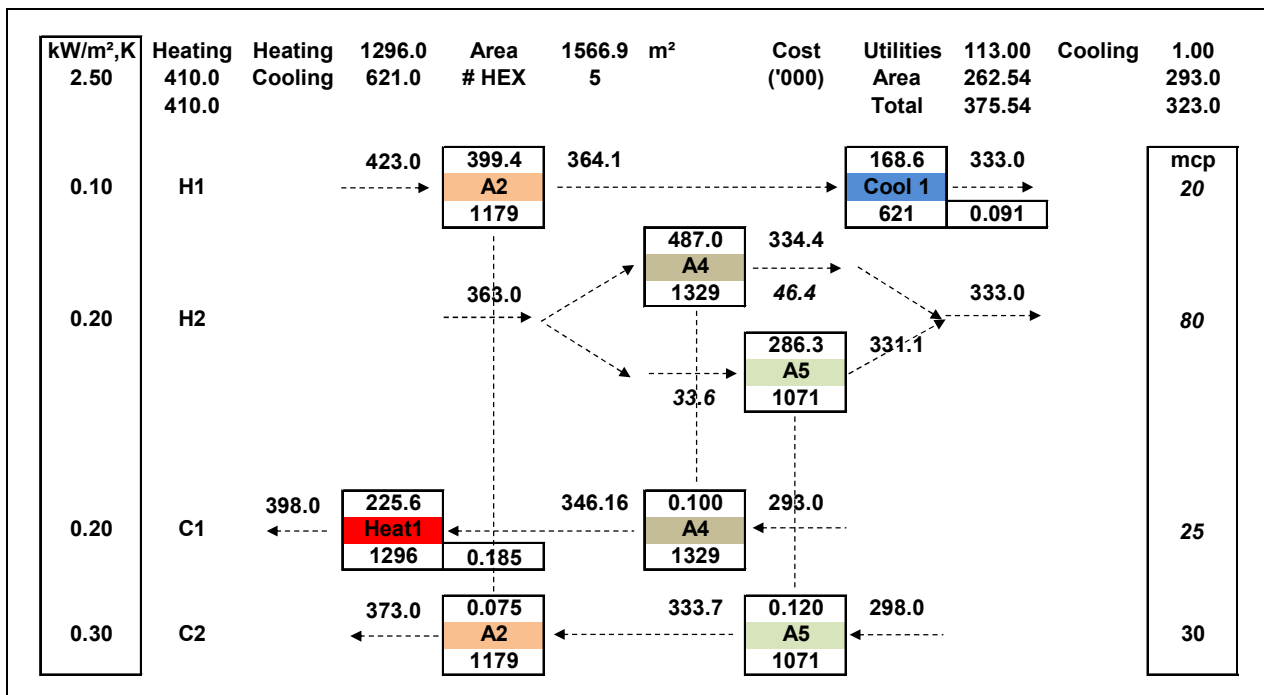 kW/m²,K Heating Heating 1296.0 Area 1566.9 m² Cost Utilities 113.00 Cooling 1.00
2.50 410.0 Cooling 621.0 # HEX 5 ('000) Area 262.54 293.0
410.0 Total 375.54 323.0
423.0 399.4 364.1 168.6 333.0 mcp
0.10 H1 A2 Cool 1 20
1179 621 0.091
487.0 334.4
A4
363.0 1329 46.4 333.0
0.20 H2 80
286.3 331.1
A5
33.6 1071
398.0 225.6 346.16 0.100 293.0
0.20 C1 Heat1 A4 25
1296 0.185 1329
373.0 0.075 333.7 0.120 298.0
0.30 C2 A2 A5 30
1179 1071